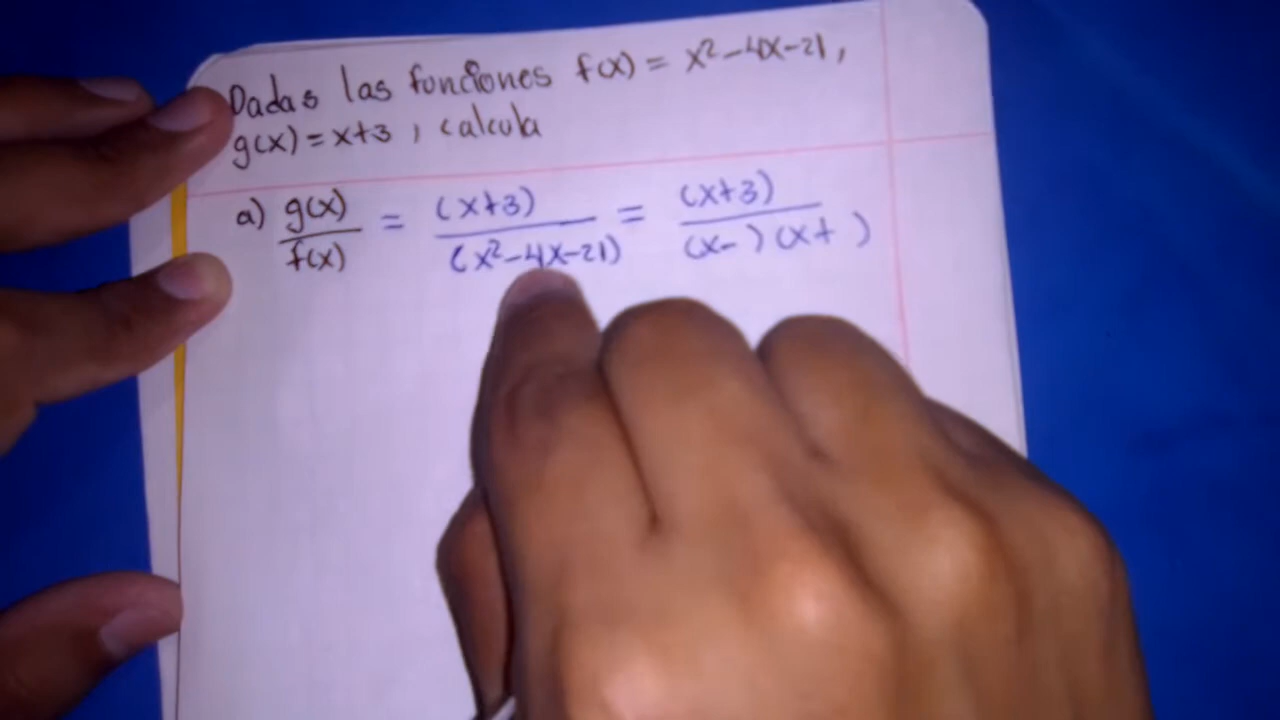 Dadas las funciones f(x) = x²-4x-21,
g(x) = x+3, calcula
a) g(x)/f(x) = (x+3)/(x²-4x-21) = (x+3)/(x- )(x+ )